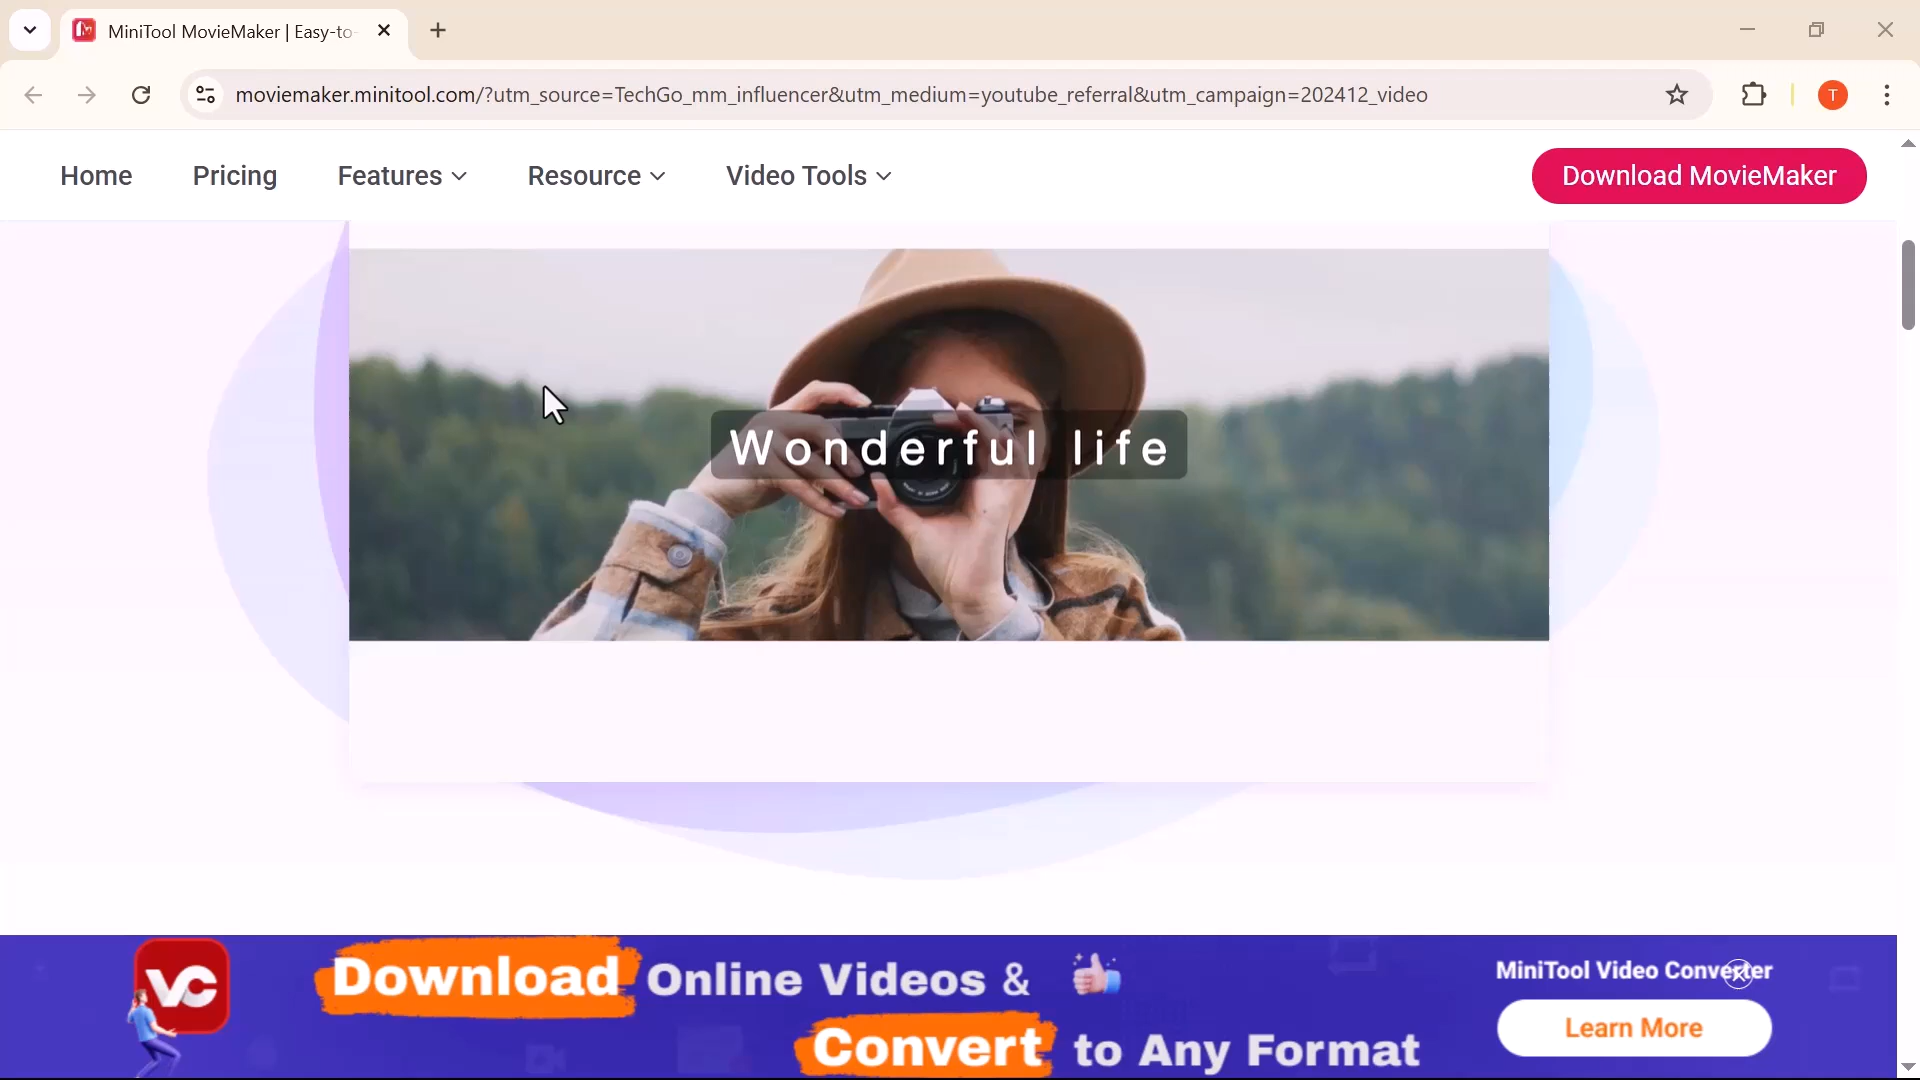 MiniTool MovieMaker | Easy-to-
moviemaker.minitool.com/?utm_source=TechGo_mm_influencer&utm_medium=youtube_referral&utm_campaign=202412_video
T
Home Pricing Features Resource Video Tools Download MovieMaker
Wonderful life
VC
Download Online Videos &
Convert to Any Format
MiniTool Video Converter
Learn More